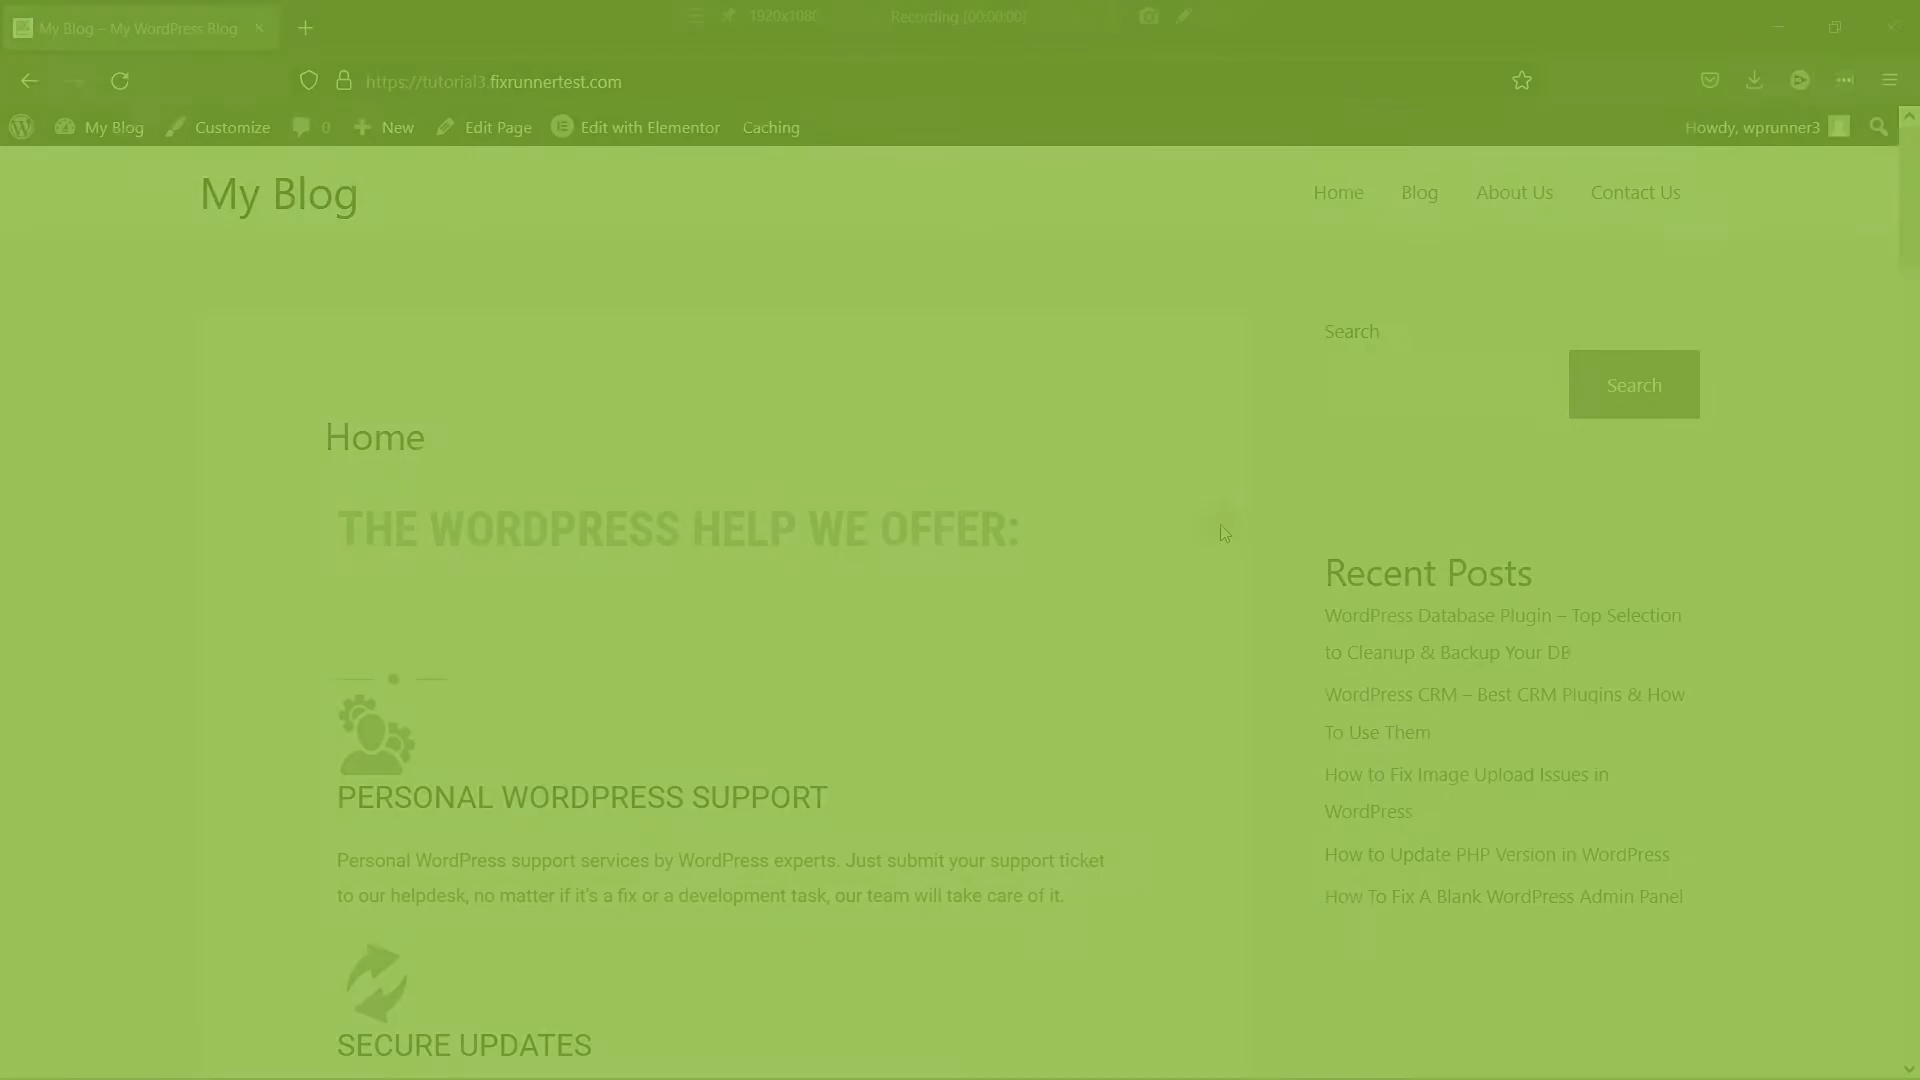 My Blog – My WordPress Blog
1920x1080
Recording [00:00:00]
https://tutorial3.fixrunnertest.com
My Blog
Customize
0
New
Edit Page
Edit with Elementor
Caching
Howdy, wprunner3
My Blog
Home
Blog
About Us
Contact Us
Search
Search
Home
THE WORDPRESS HELP WE OFFER:
PERSONAL WORDPRESS SUPPORT
Personal WordPress support services by WordPress experts. Just submit your support ticket
to our helpdesk, no matter if it's a fix or a development task, our team will take care of it.
SECURE UPDATES
Recent Posts
WordPress Database Plugin – Top Selection
to Cleanup & Backup Your DB
WordPress CRM – Best CRM Plugins & How
To Use Them
How to Fix Image Upload Issues in
WordPress
How to Update PHP Version in WordPress
How To Fix A Blank WordPress Admin Panel